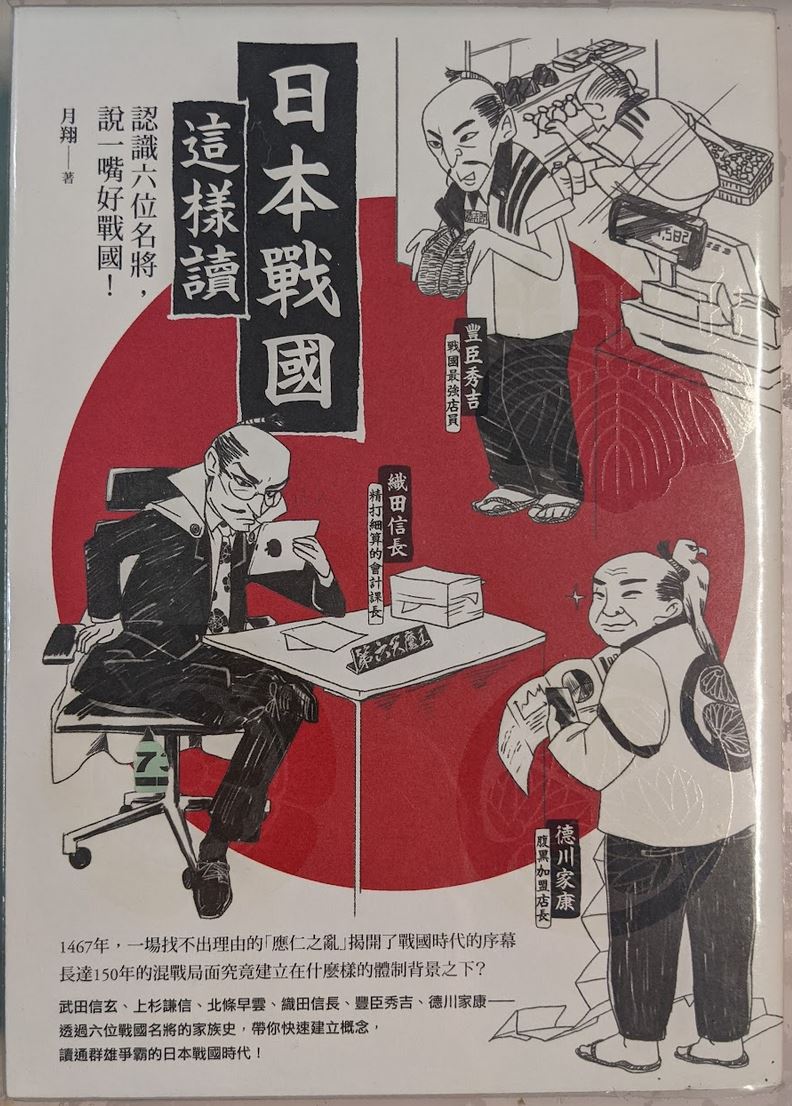 日本戰國
這樣讀
認識六位名將，
說一嘴好戰國！
月翔——著
豐臣秀吉
戰國最強店員
織田信長
精打細算的會計課長
第六天魔王
德川家康
腹黑加盟店長
1467年，一場找不出理由的「應仁之亂」揭開了戰國時代的序幕
長達150年的混戰局面究竟建立在什麼樣的體制背景之下？
武田信玄、上杉謙信、北條早雲、織田信長、豐臣秀吉、德川家康——
透過六位戰國名將的家族史，帶你快速建立概念，
讀通群雄爭霸的日本戰國時代！